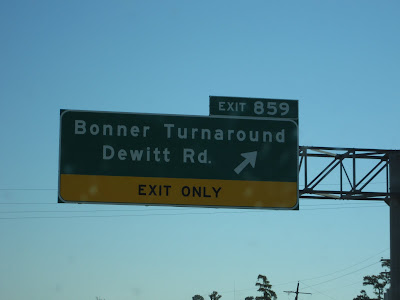 EXIT 859
Bonner Turnaround
Dewitt Rd.
EXIT ONLY